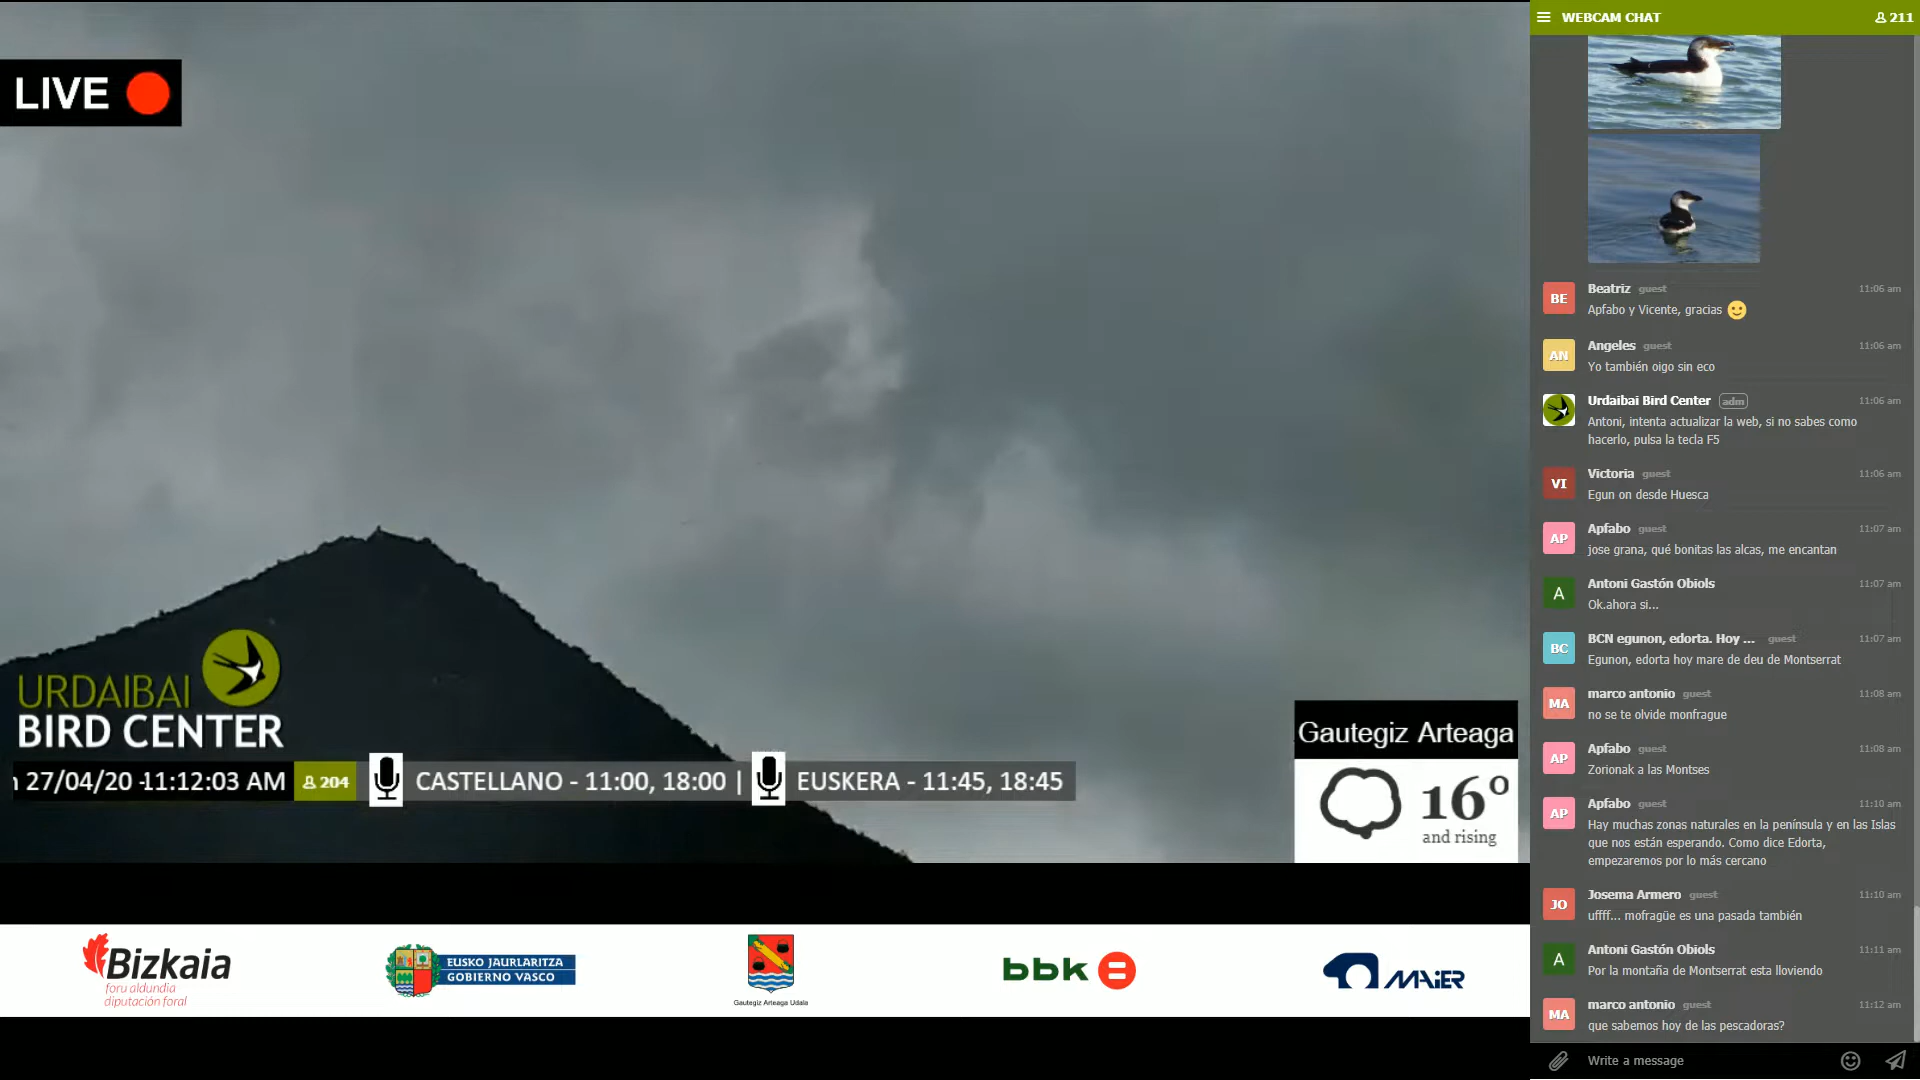 LIVE
URDAIBAI
BIRD CENTER
27/04/20 -11:12:03 AM
204
CASTELLANO - 11:00, 18:00 |
EUSKERA - 11:45, 18:45
Gautegiz Arteaga
16º
and rising
Bizkaia
foru aldundia
diputación foral
EUSKO JAURLARITZA
GOBIERNO VASCO
Gautegiz Arteaga Udala
bbk
MAIER
WEBCAM CHAT
211
BE
Beatriz guest 11:06 am
Apfabo y Vicente, gracias
AN
Angeles guest 11:06 am
Yo también oigo sin eco
Urdaibai Bird Center adm 11:06 am
Antoni, intenta actualizar la web, si no sabes como
hacerlo, pulsa la tecla F5
VI
Victoria guest 11:06 am
Egun on desde Huesca
AP
Apfabo guest 11:07 am
jose grana, qué bonitas las alcas, me encantan
A
Antoni Gastón Obiols 11:07 am
Ok.ahora si...
BC
BCN egunon, edorta. Hoy ... guest 11:07 am
Egunon, edorta hoy mare de deu de Montserrat
MA
marco antonio guest 11:08 am
no se te olvide monfrague
AP
Apfabo guest 11:08 am
Zorionak a las Montses
AP
Apfabo guest 11:10 am
Hay muchas zonas naturales en la península y en las Islas
que nos están esperando. Como dice Edorta,
empezaremos por lo más cercano
JO
Josema Armero guest 11:10 am
uffff... mofragüe es una pasada también
A
Antoni Gastón Obiols 11:11 am
Por la montaña de Montserrat esta lloviendo
MA
marco antonio guest 11:12 am
que sabemos hoy de las pescadoras?
Write a message